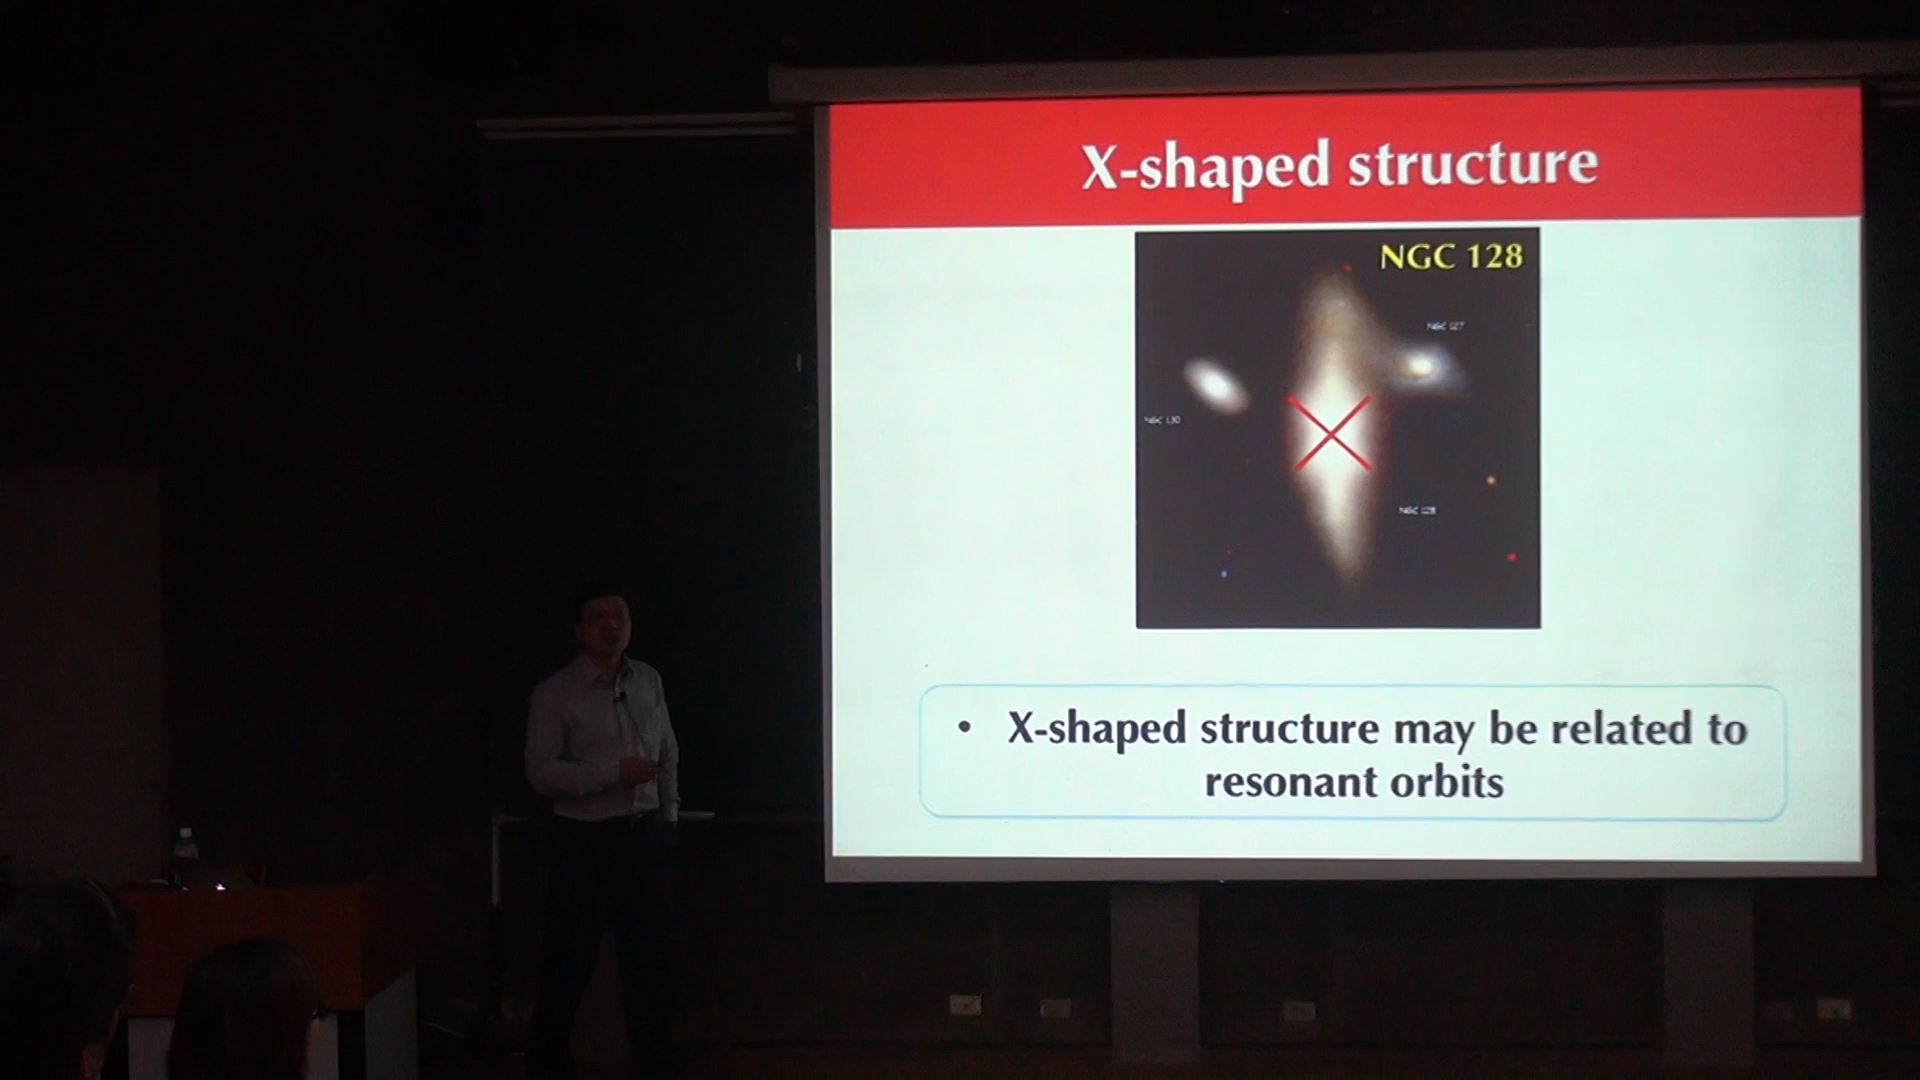 X-shaped structure
NGC 128
NGC 127
NGC 130
NGC 128
• X-shaped structure may be related to
resonant orbits